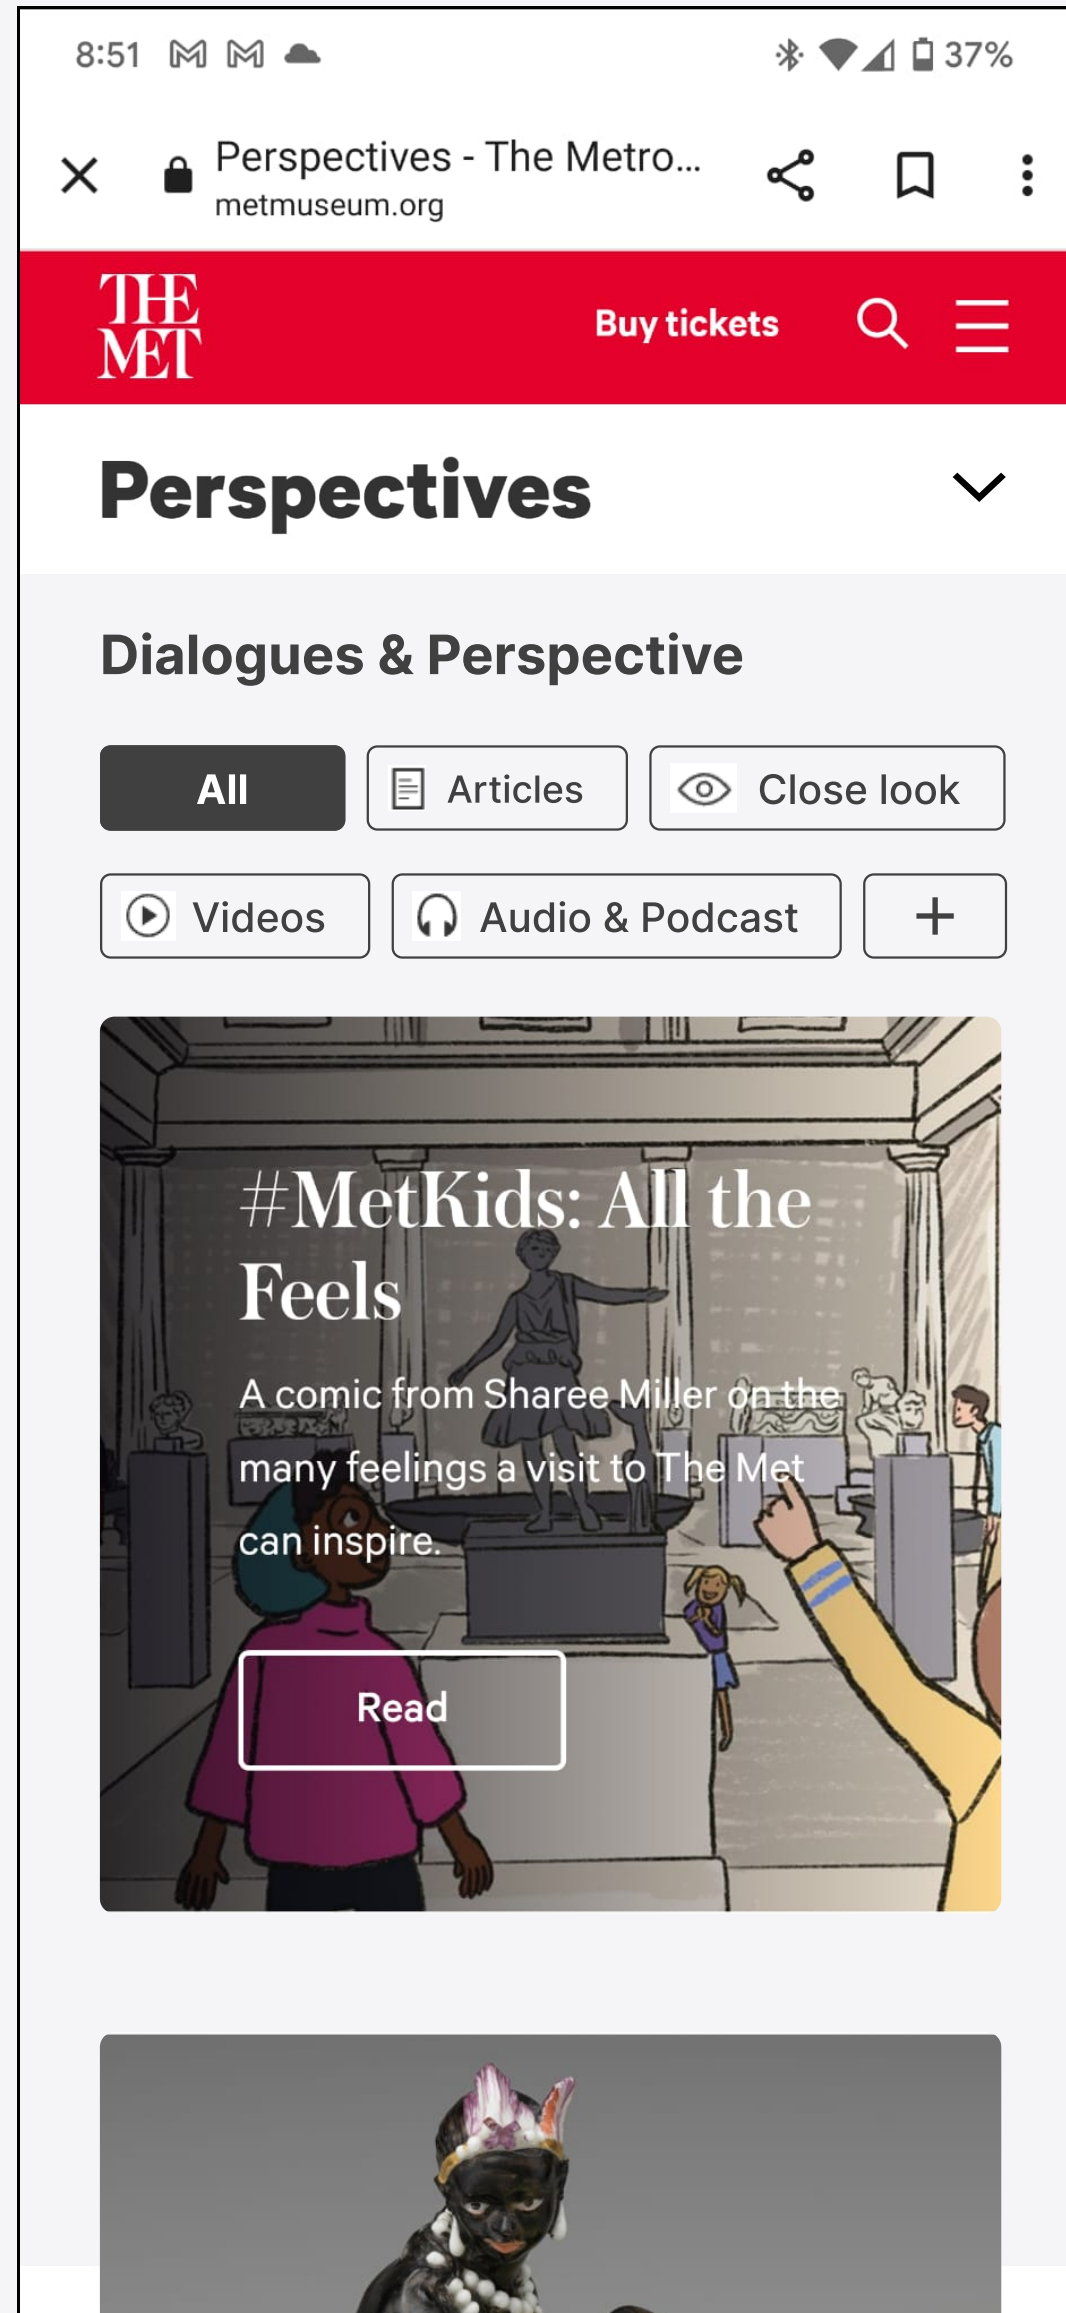 8:51
37%
Perspectives - The Metro...
metmuseum.org
THE
MET
Buy tickets
Perspectives
Dialogues & Perspective
All
Articles
Close look
Videos
Audio & Podcast
+
#MetKids: All the
Feels
A comic from Sharee Miller on the
many feelings a visit to The Met
can inspire.
Read